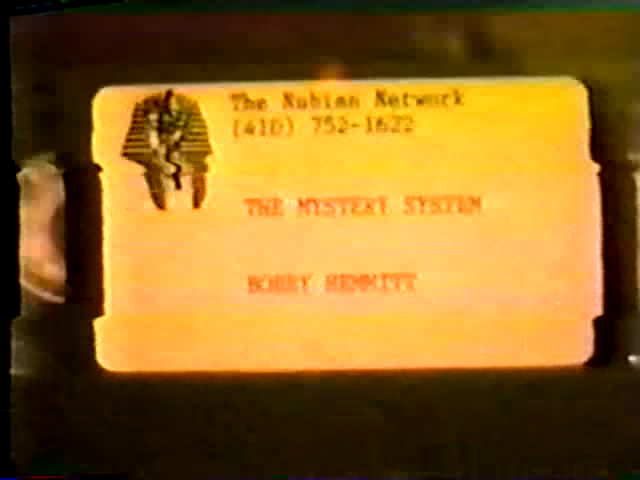 The Nubian Network
(410) 752-1622
THE MYSTERY SYSTEM
BOBBY HEMMITT